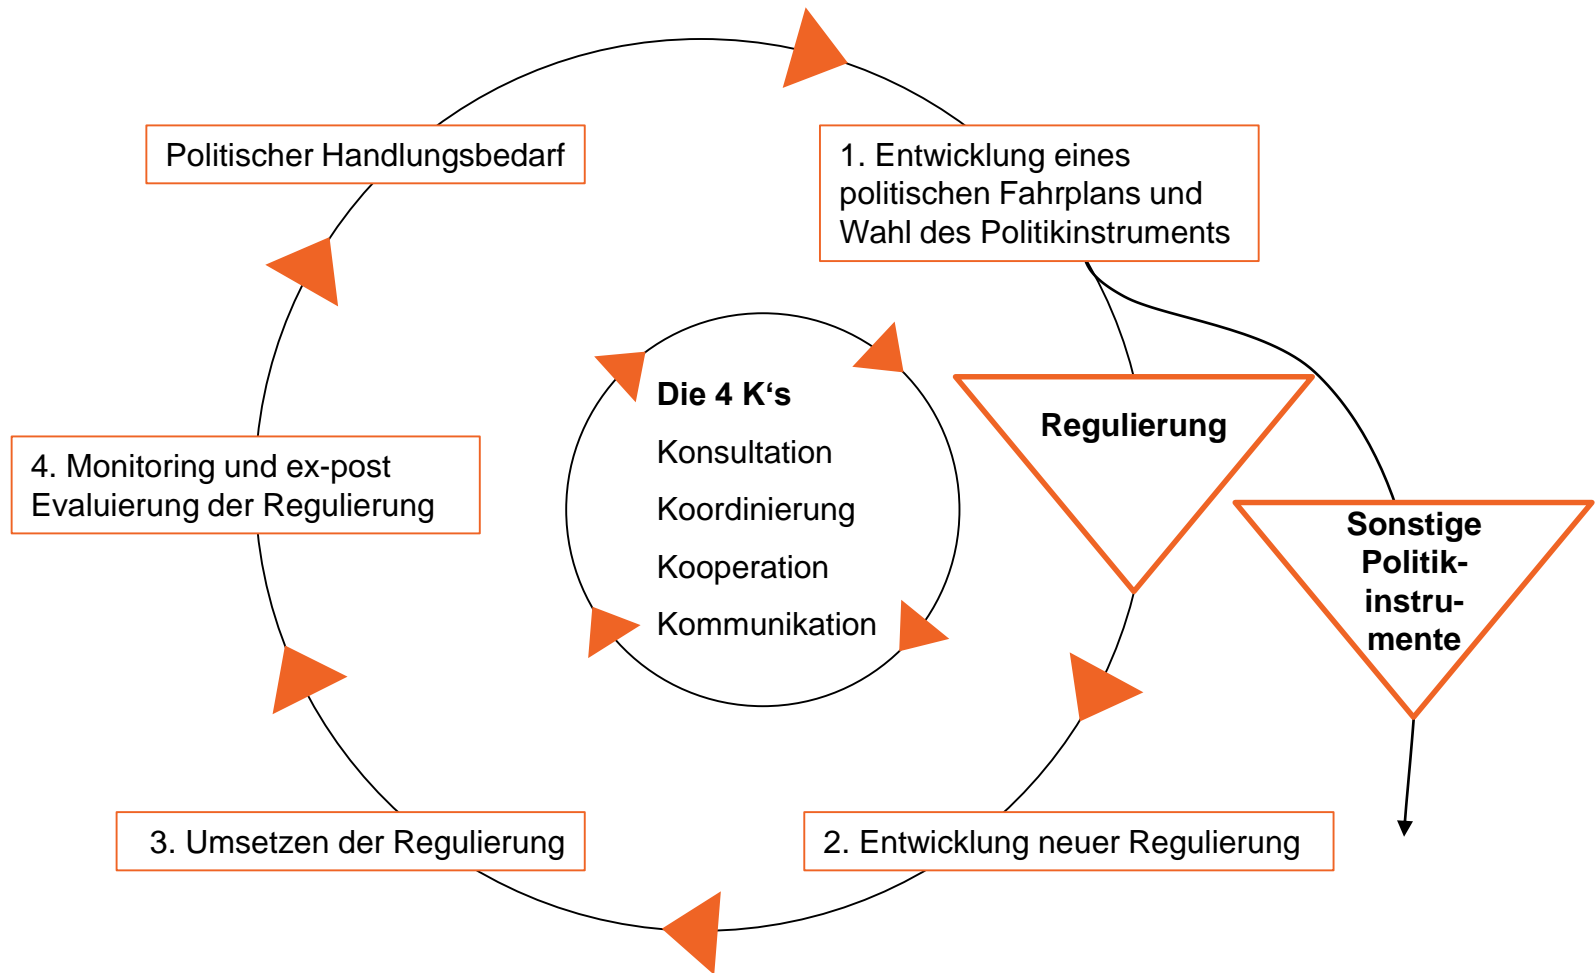 Politischer Handlungsbedarf
1. Entwicklung eines
politischen Fahrplans und
Wahl des Politikinstruments
Die 4 K‘s
Konsultation
Koordinierung
Kooperation
Kommunikation
Regulierung
Sonstige
Politik-
instru-
mente
4. Monitoring und ex-post
Evaluierung der Regulierung
3. Umsetzen der Regulierung
2. Entwicklung neuer Regulierung